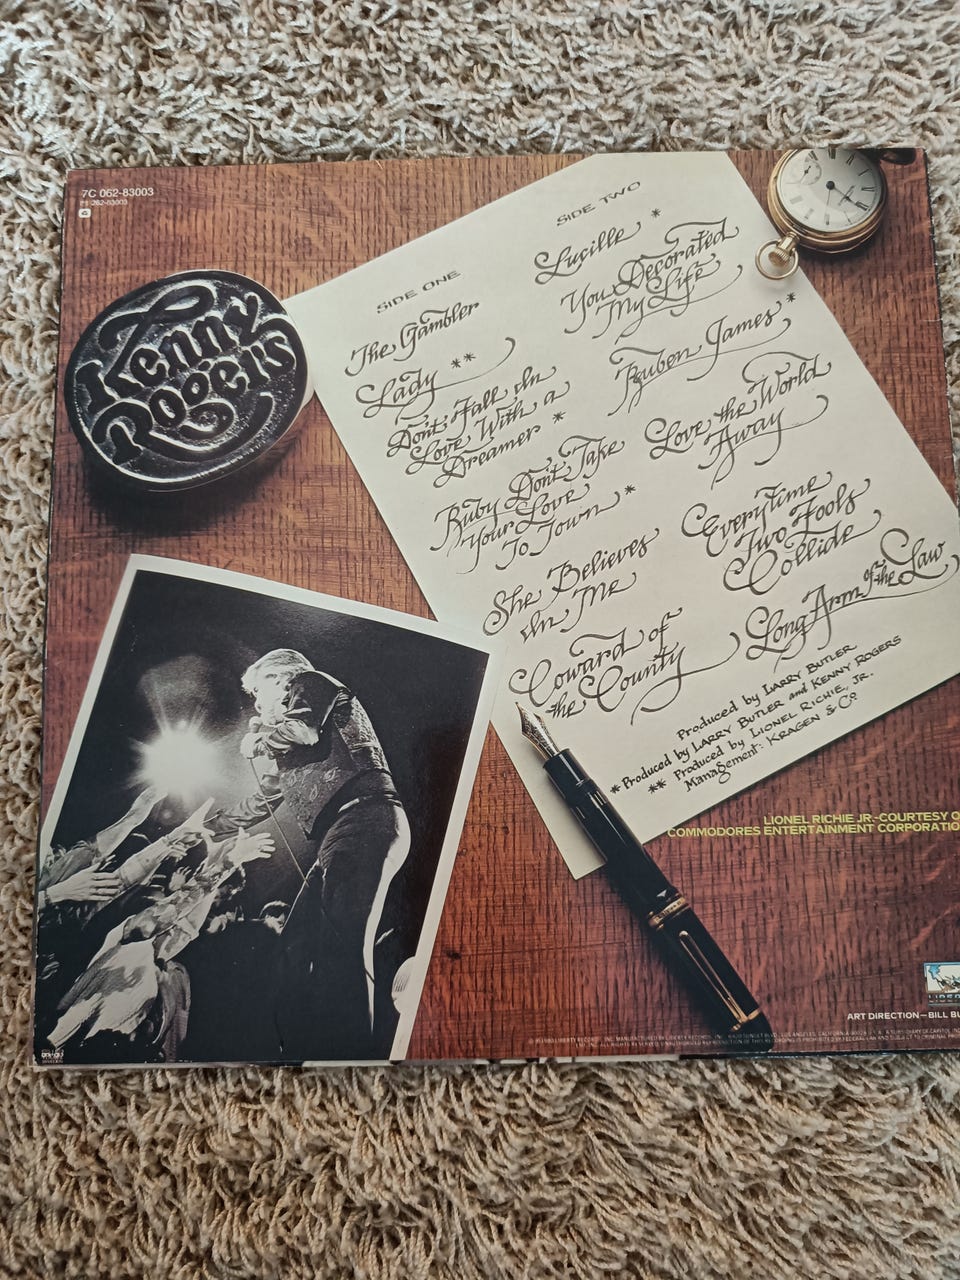 7C 062-83003
Kenny
Rogers
SIDE ONE
The Gambler
Lady **
Don't Fall In
Love With a
Dreamer *
Ruby Don't Take
Your Love
To Town *
She Believes
In Me
Coward of
the County
SIDE TWO
Lucille *
You Decorated
My Life
Ruben James *
Love the World
Away
Everytime
Two Fools
Collide
Long Arm of the Law
Produced by LARRY BUTLER
* Produced by LARRY BUTLER and KENNY ROGERS
** Produced by LIONEL RICHIE, JR.
Management: KRAGEN & Co
LIONEL RICHIE JR.-COURTESY O
COMMODORES ENTERTAINMENT CORPORATIO
LIBER
ART DIRECTION—BILL BU